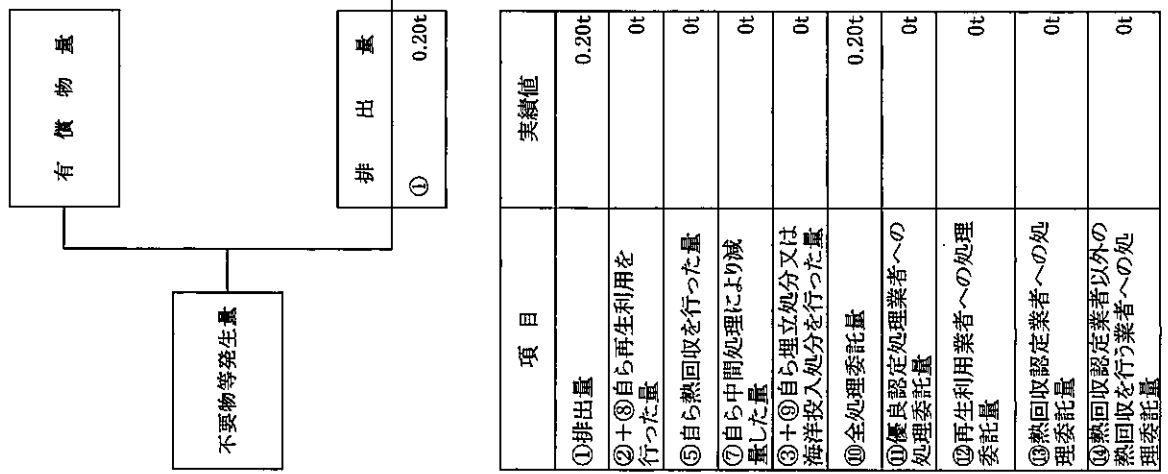 有 償 物 量
不要物等発生量
排 出 量
① 0.20t
項 目 実績値
①排出量 0.20t
②+⑧自ら再生利用を
行った量 0t
⑤自ら熱回収を行った量 0t
⑦自ら中間処理により減
量した量 0t
③+⑨自ら埋立処分又は
海洋投入処分を行った量 0t
⑩全処理委託量 0.20t
⑪優良認定処理業者への
処理委託量 0t
⑫再生利用業者への処理
委託量 0t
⑬熱回収認定業者への処
理委託量 0t
⑭熱回収認定業者以外の
熱回収を行う業者への処
理委託量 0t